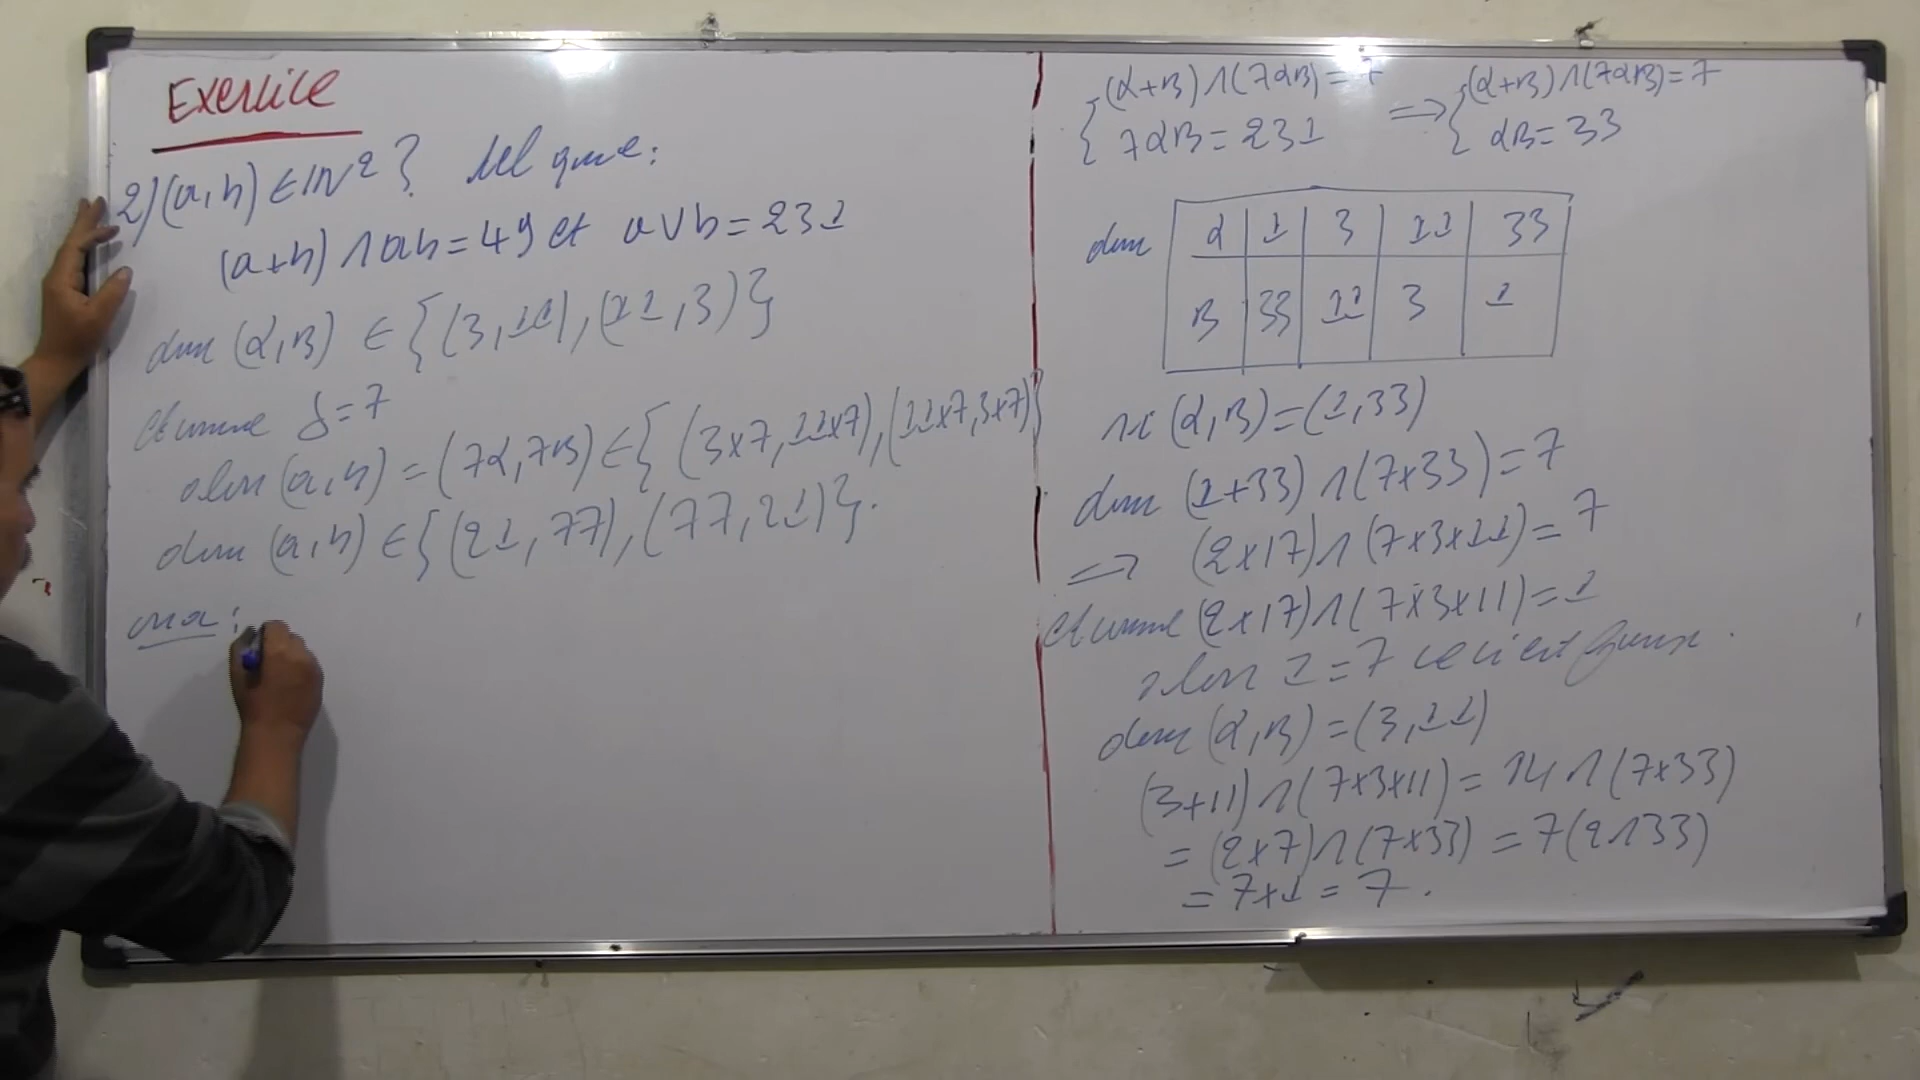 Exercice
2) (a,b) ∈ IN² ? tel que :
(a+b) ∧ ab = 49 et a ∨ b = 231
donc (α,β) ∈ {(3,11), (11,3)}
et comme δ = 7
alors (a,b) = (7α,7β) ∈ {(3×7,11×7), (11×7,3×7)}
donc (a,b) ∈ {(21,77), (77,21)}.
on a :
{ (α+β) ∧ (7αβ) = 7 ⟹ { (α+β) ∧ (7αβ) = 7
7αβ = 231 αβ = 33
donc
α | 1 | 3 | 11 | 33
β | 33 | 11 | 3 | 1
si (α,β) = (1,33)
donc (1+33) ∧ (7×33) = 7
⟹ (2×17) ∧ (7×3×11) = 7
et comme (2×17) ∧ (7×3×11) = 1
alors 1 = 7 ceci est faux.
donc (α,β) = (3,11)
(3+11) ∧ (7×3×11) = 14 ∧ (7×33)
= (2×7) ∧ (7×33) = 7(2∧33)
= 7×1 = 7.